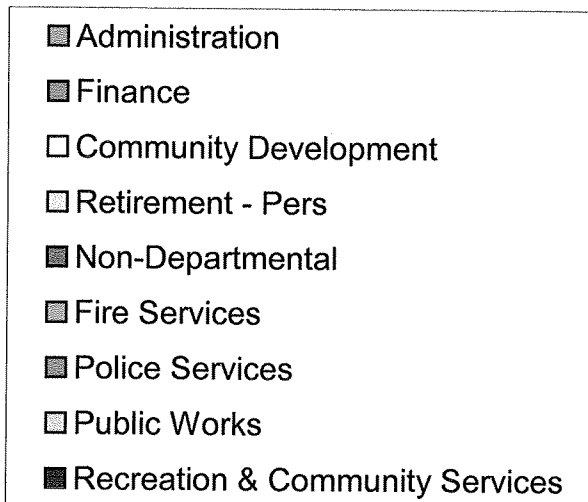 Administration
Finance
Community Development
Retirement - Pers
Non-Departmental
Fire Services
Police Services
Public Works
Recreation & Community Services